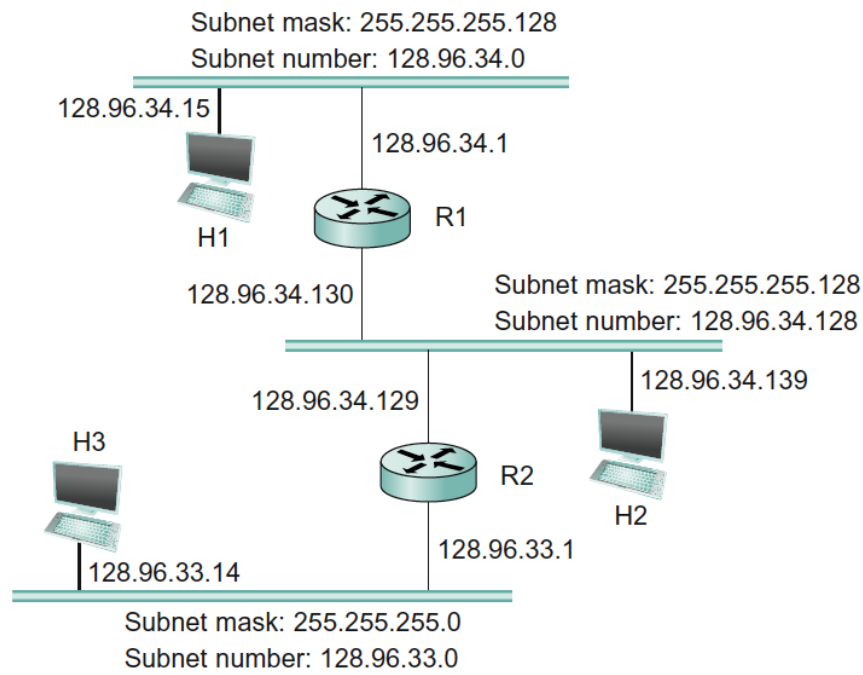 Subnet mask: 255.255.255.128
Subnet number: 128.96.34.0
128.96.34.15
128.96.34.1
H1
R1
128.96.34.130
Subnet mask: 255.255.255.128
Subnet number: 128.96.34.128
128.96.34.139
128.96.34.129
H3
R2
H2
128.96.33.1
128.96.33.14
Subnet mask: 255.255.255.0
Subnet number: 128.96.33.0